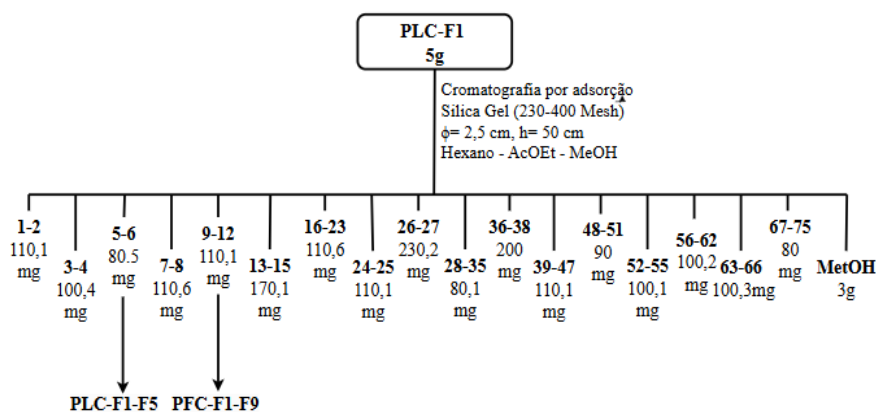 PLC-F1
5g
Cromatografia por adsorção
Silica Gel (230-400 Mesh)
ϕ= 2,5 cm, h= 50 cm
Hexano - AcOEt - MeOH
1-2
110,1
mg
3-4
100,4
mg
5-6
80.5
mg
7-8
110,6
mg
9-12
110,1
mg
13-15
170,1
mg
16-23
110,6
mg
24-25
110,1
mg
26-27
230,2
mg
28-35
80,1
mg
36-38
200
mg
39-47
110,1
mg
48-51
90
mg
52-55
100,1
mg
56-62
100,2
mg
63-66
100,3mg
67-75
80
mg
MetOH
3g
PLC-F1-F5
PFC-F1-F9